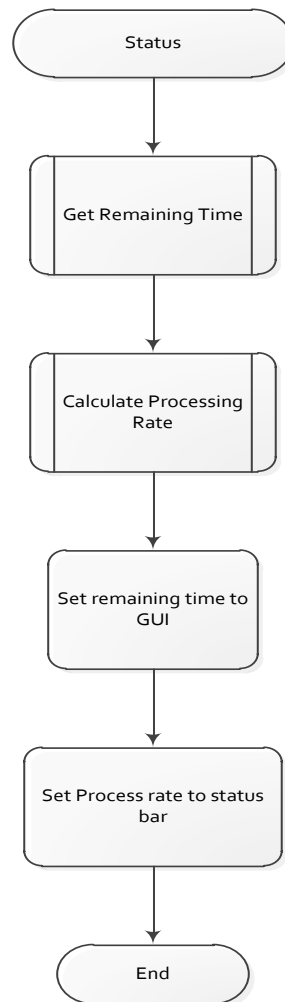 Status
Get Remaining Time
Calculate Processing
Rate
Set remaining time to
GUI
Set Process rate to status
bar
End